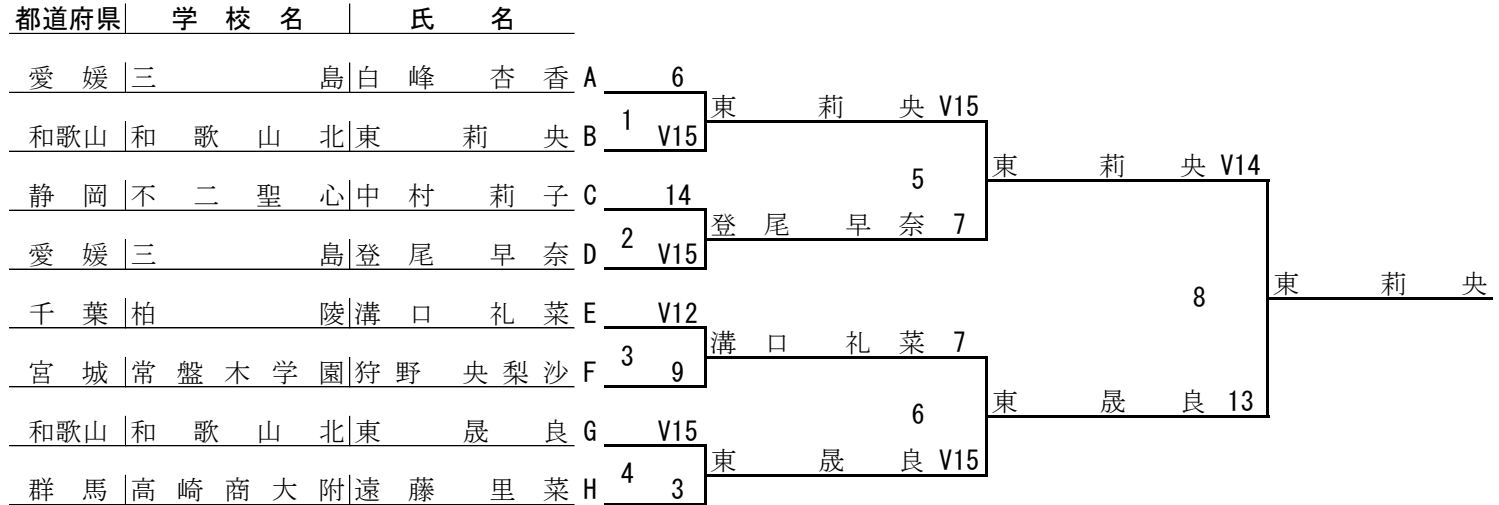 都道府県 学校名 氏名
愛媛 三島 白峰杏香 A 6
東莉央 V15
1
和歌山 和歌山北 東莉央 B V15
東莉央 V14
5
静岡 不二聖心 中村莉子 C 14
登尾早奈 7
2
愛媛 三島 登尾早奈 D V15
東莉央
8
千葉 柏陵 溝口礼菜 E V12
溝口礼菜 7
3
宮城 常盤木学園 狩野央梨沙 F 9
東晟良 13
6
和歌山 和歌山北 東晟良 G V15
東晟良 V15
4
群馬 高崎商大附 遠藤里菜 H 3